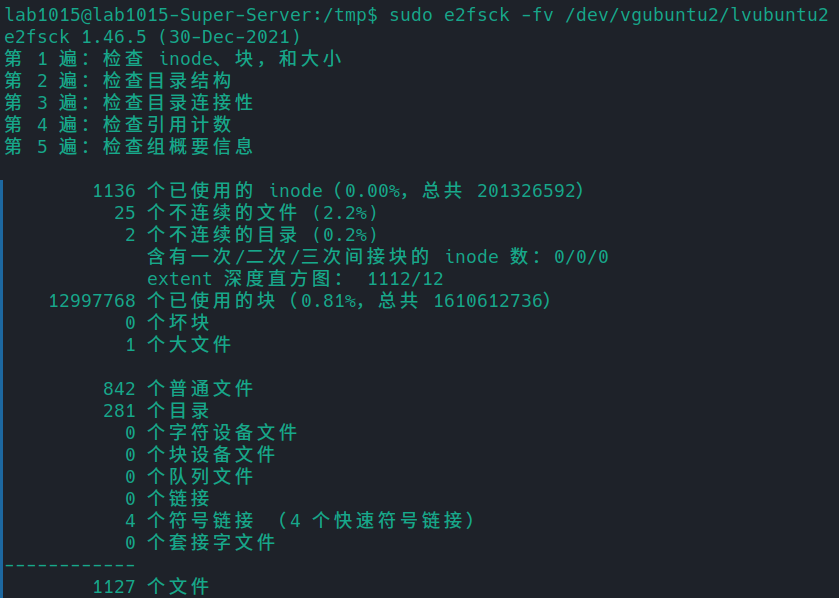 lab1015@lab1015-Super-Server:/tmp$ sudo e2fsck -fv /dev/vgubuntu2/lvubuntu2
e2fsck 1.46.5 (30-Dec-2021)
第 1 遍：检查 inode、块，和大小
第 2 遍：检查目录结构
第 3 遍：检查目录连接性
第 4 遍：检查引用计数
第 5 遍：检查组概要信息
1136 个已使用的 inode（0.00%，总共 201326592）
25 个不连续的文件（2.2%）
2 个不连续的目录（0.2%）
含有一次/二次/三次间接块的 inode 数：0/0/0
extent 深度直方图： 1112/12
12997768 个已使用的块（0.81%，总共 1610612736）
0 个坏块
1 个大文件
842 个普通文件
281 个目录
0 个字符设备文件
0 个块设备文件
0 个队列文件
0 个链接
4 个符号链接 （4 个快速符号链接）
0 个套接字文件
------------
1127 个文件